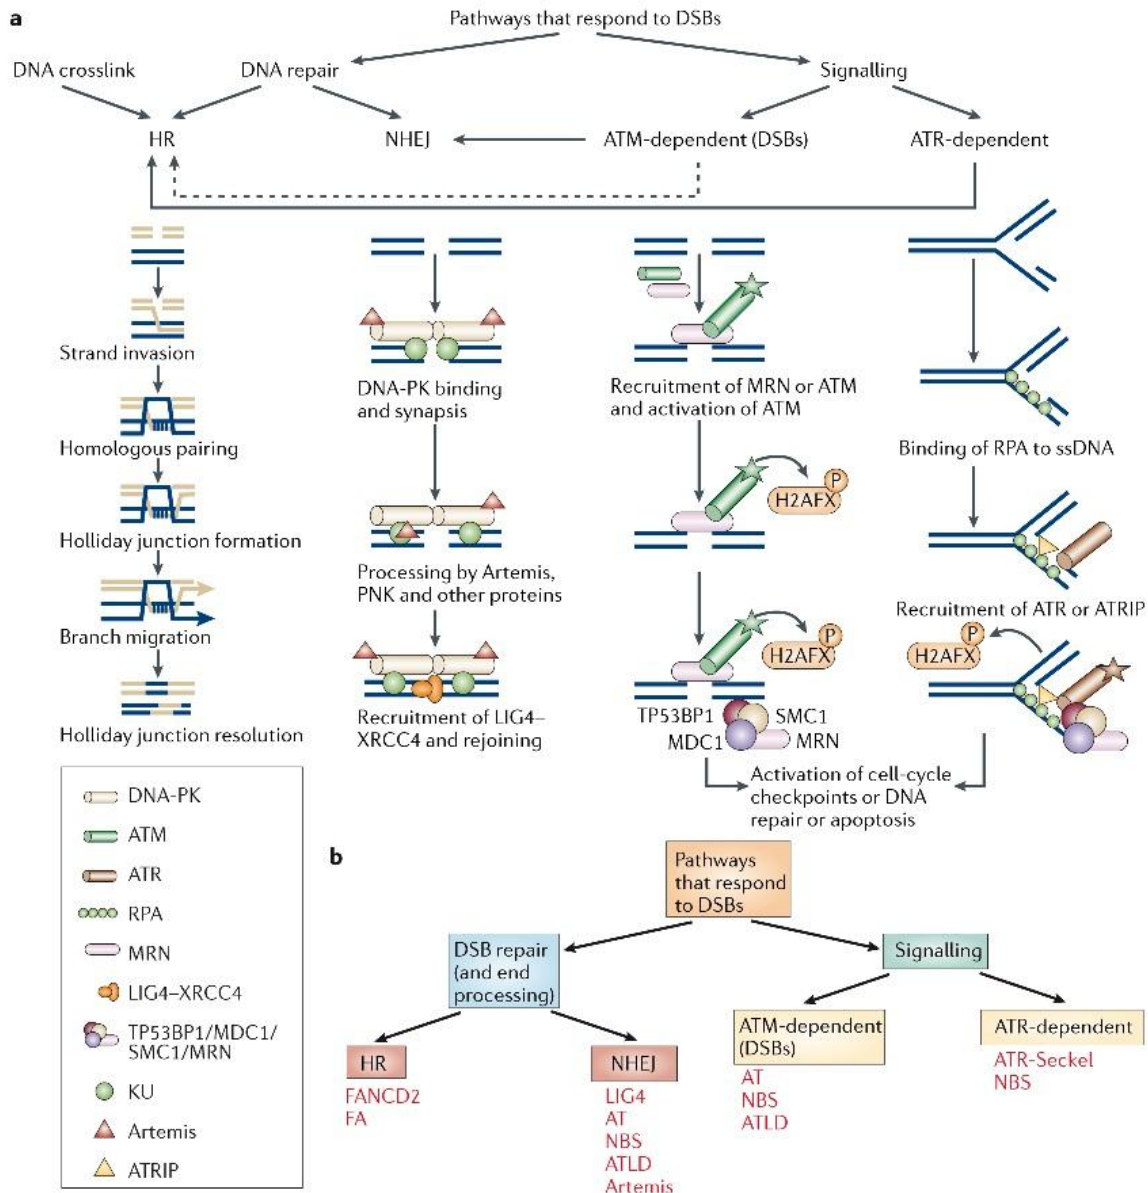 a
Pathways that respond to DSBs
DNA crosslink
DNA repair
Signalling
HR
NHEJ
ATM-dependent (DSBs)
ATR-dependent
Strand invasion
Homologous pairing
Holliday junction formation
Branch migration
Holliday junction resolution
DNA-PK binding
and synapsis
Processing by Artemis,
PNK and other proteins
Recruitment of LIG4–
XRCC4 and rejoining
Recruitment of MRN or ATM
and activation of ATM
P
H2AFX
P
H2AFX
TP53BP1
SMC1
MDC1
MRN
Binding of RPA to ssDNA
Recruitment of ATR or ATRIP
P
H2AFX
Activation of cell-cycle
checkpoints or DNA
repair or apoptosis
DNA-PK
ATM
ATR
RPA
MRN
LIG4–XRCC4
TP53BP1/MDC1/
SMC1/MRN
KU
Artemis
ATRIP
b
Pathways
that respond
to DSBs
DSB repair
(and end
processing)
Signalling
HR
FANCD2
FA
NHEJ
LIG4
AT
NBS
ATLD
Artemis
ATM-dependent
(DSBs)
AT
NBS
ATLD
ATR-dependent
ATR-Seckel
NBS